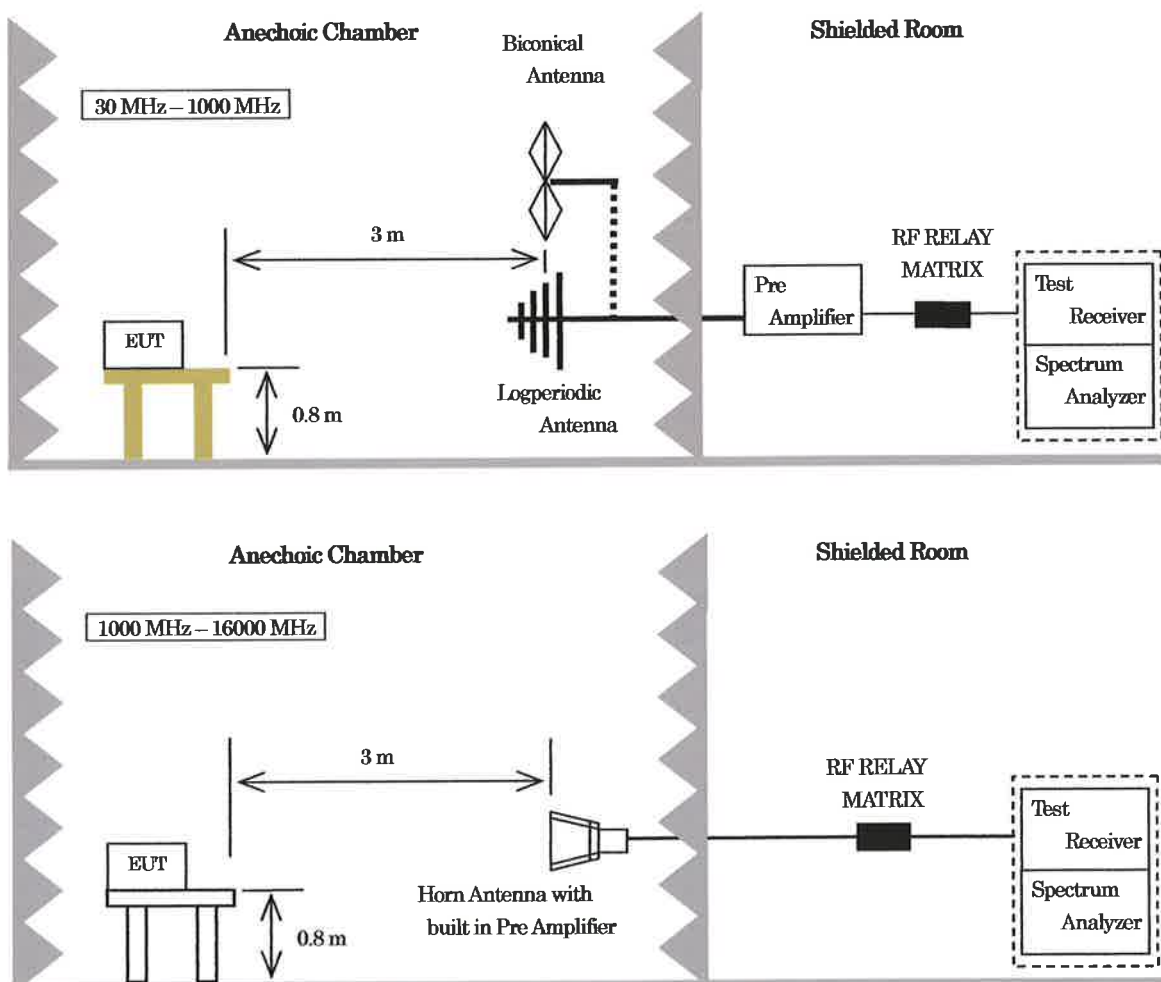 Anechoic Chamber
Biconical
Antenna
Shielded Room
30 MHz – 1000 MHz
3 m
RF RELAY
MATRIX
Pre
Amplifier
Test
Receiver
Spectrum
Analyzer
EUT
0.8 m
Logperiodic
Antenna
Anechoic Chamber
Shielded Room
1000 MHz – 16000 MHz
3 m
RF RELAY
MATRIX
Test
Receiver
Spectrum
Analyzer
EUT
Horn Antenna with
built in Pre Amplifier
0.8 m